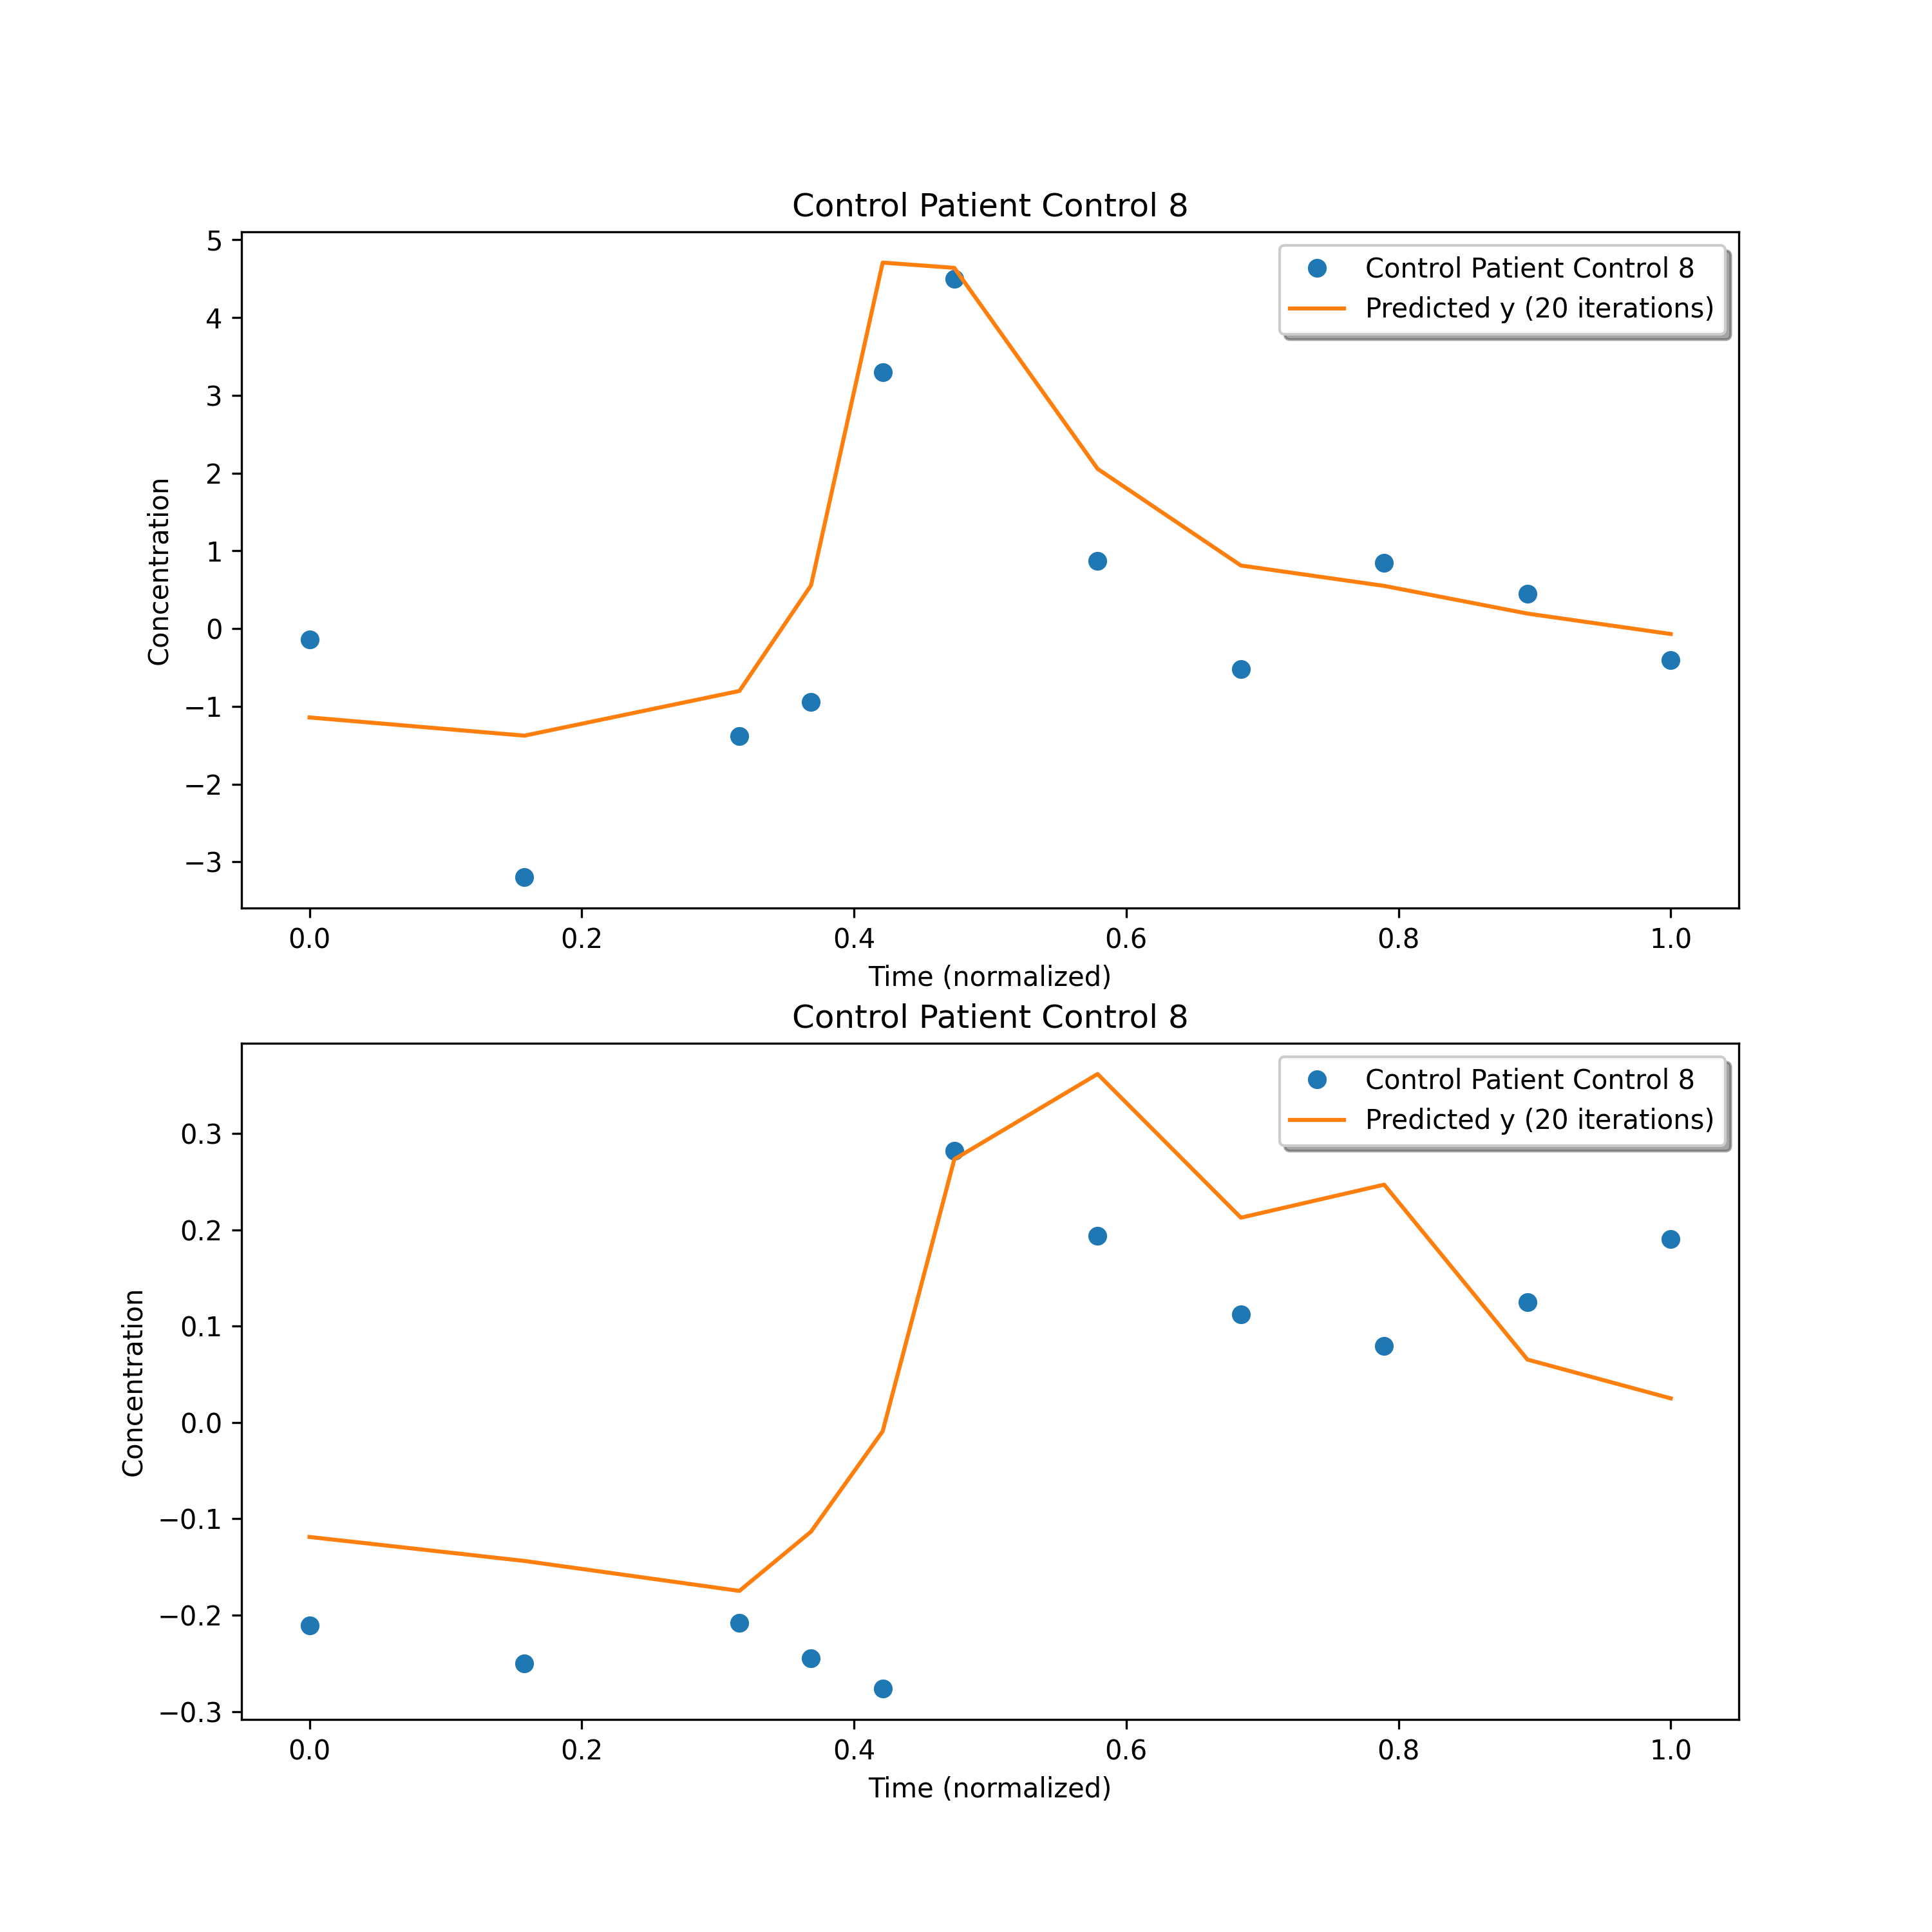 Control Patient Control 8
5
4
3
2
1
0
−1
−2
−3
Concentration
Control Patient Control 8
Predicted y (20 iterations)
0.0 0.2 0.4 0.6 0.8 1.0
Time (normalized)
Control Patient Control 8
0.3
0.2
0.1
0.0
−0.1
−0.2
−0.3
Concentration
Control Patient Control 8
Predicted y (20 iterations)
0.0 0.2 0.4 0.6 0.8 1.0
Time (normalized)